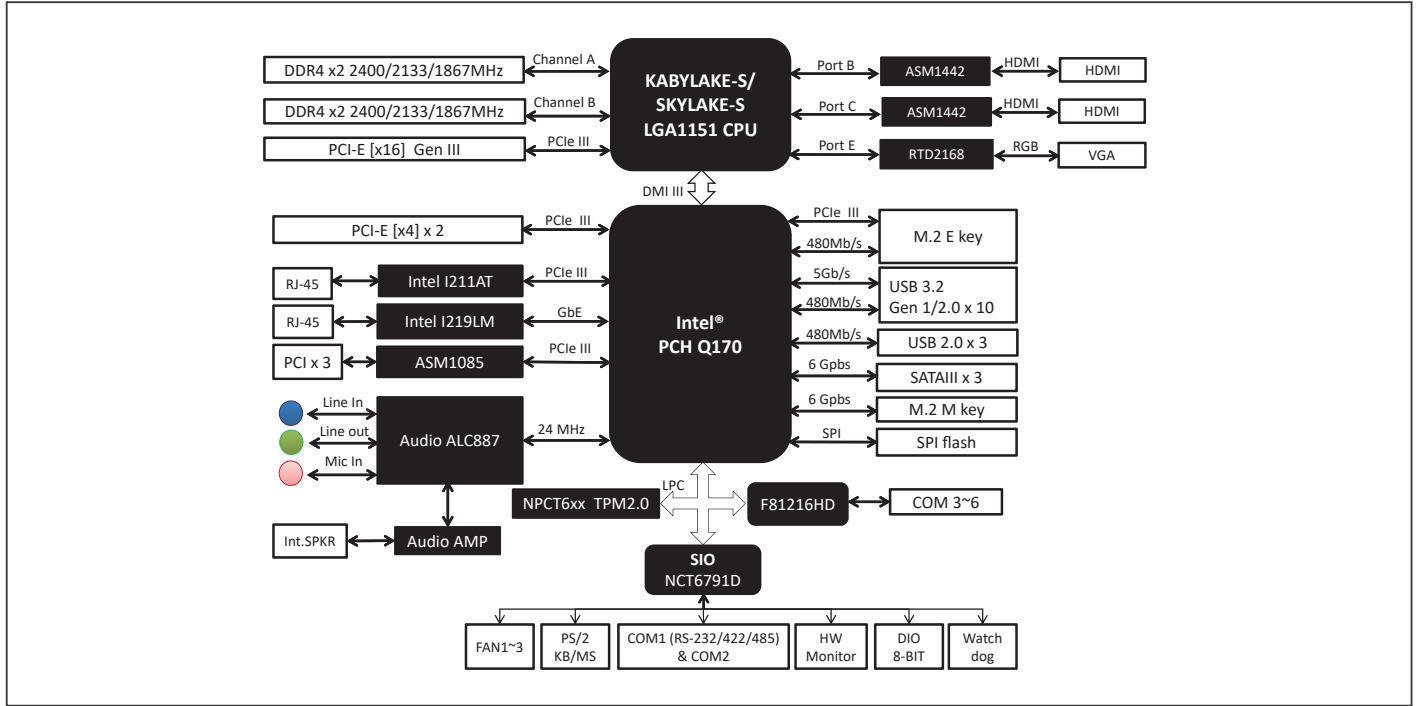 DDR4 x2 2400/2133/1867MHz
Channel A
DDR4 x2 2400/2133/1867MHz
Channel B
PCI-E [x16] Gen III
PCIe III
KABYLAKE-S/
SKYLAKE-S
LGA1151 CPU
Port B
ASM1442
HDMI
HDMI
Port C
ASM1442
HDMI
HDMI
Port E
RTD2168
RGB
VGA
DMI III
PCI-E [x4] x 2
PCIe III
RJ-45
Intel I211AT
PCIe III
RJ-45
Intel I219LM
GbE
PCI x 3
ASM1085
PCIe III
Intel®
PCH Q170
PCIe III
480Mb/s
M.2 E key
5Gb/s
480Mb/s
USB 3.2
Gen 1/2.0 x 10
480Mb/s
USB 2.0 x 3
6 Gpbs
SATAIII x 3
6 Gpbs
M.2 M key
SPI
SPI flash
Line In
Line out
Mic In
Audio ALC887
24 MHz
Int.SPKR
Audio AMP
LPC
NPCT6xx TPM2.0
F81216HD
COM 3~6
SIO
NCT6791D
FAN1~3
PS/2
KB/MS
COM1 (RS-232/422/485)
& COM2
HW
Monitor
DIO
8-BIT
Watch
dog